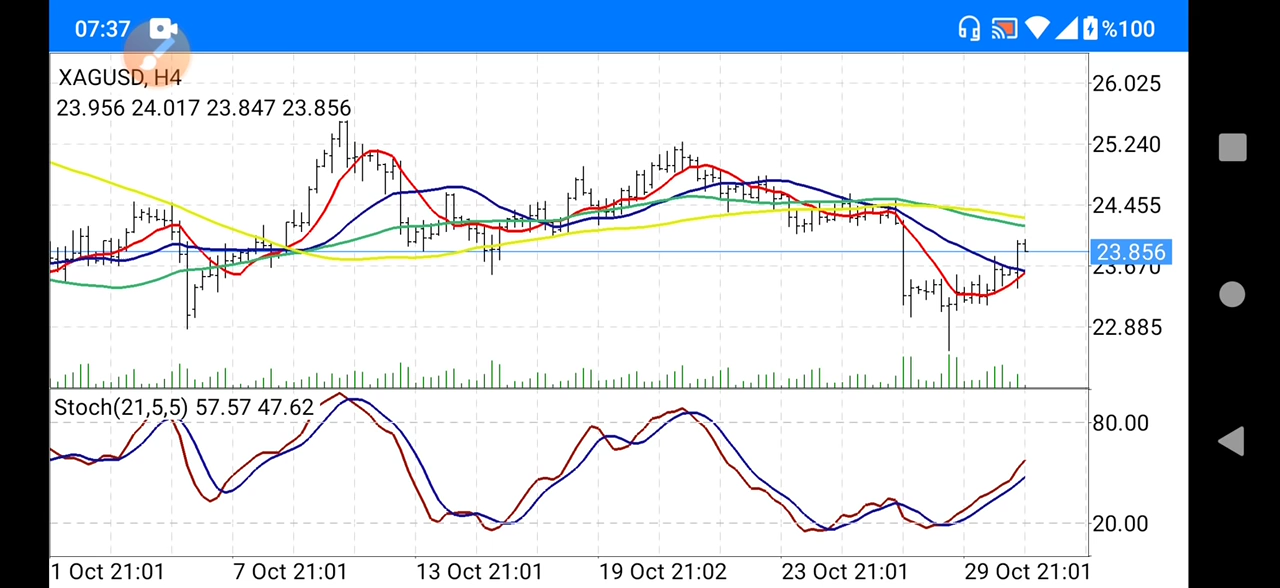 07:37
%100
XAGUSD, H4
23.956 24.017 23.847 23.856
26.025
25.240
24.455
23.856
23.670
22.885
Stoch(21,5,5) 57.57 47.62
80.00
20.00
1 Oct 21:01 7 Oct 21:01 13 Oct 21:01 19 Oct 21:02 23 Oct 21:01 29 Oct 21:01